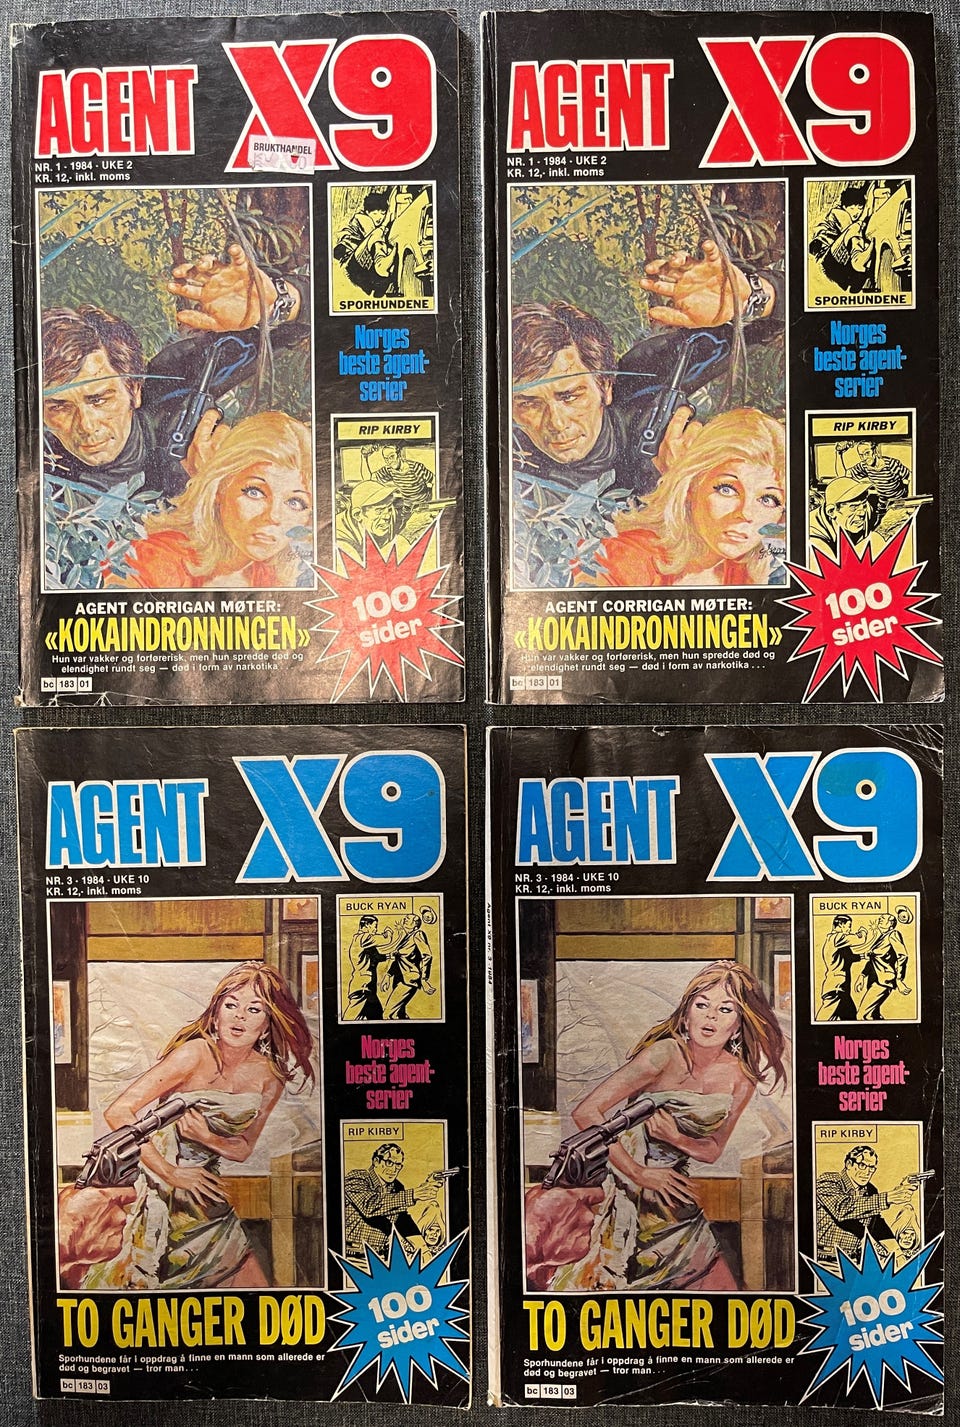 AGENT X9
BRUKTHANDEL
NR. 1 · 1984 · UKE 2
KR. 12,- inkl. moms
SPORHUNDENE
Norges
beste agent-
serier
RIP KIRBY
100
sider
AGENT CORRIGAN MØTER:
«KOKAINDRONNINGEN»
Hun var vakker og forførerisk, men hun spredde død og
elendighet rundt seg — død i form av narkotika . . .
bc 183 01
AGENT X9
NR. 1 · 1984 · UKE 2
KR. 12,- inkl. moms
SPORHUNDENE
Norges
beste agent-
serier
RIP KIRBY
100
sider
AGENT CORRIGAN MØTER:
«KOKAINDRONNINGEN»
Hun var vakker og forførerisk, men hun spredde død og
elendighet rundt seg — død i form av narkotika . . .
bc 183 01
AGENT X9
NR. 3 · 1984 · UKE 10
KR. 12,- inkl. moms
BUCK RYAN
Norges
beste agent-
serier
RIP KIRBY
100
sider
TO GANGER DØD
Sporhundene får i oppdrag å finne en mann som allerede er
død og begravet — tror man . . .
bc 183 03
AGENT X9
NR. 3 · 1984 · UKE 10
KR. 12,- inkl. moms
Agent X9 nr. 3 1984
BUCK RYAN
Norges
beste agent-
serier
RIP KIRBY
100
sider
TO GANGER DØD
Sporhundene får i oppdrag å finne en mann som allerede er
død og begravet — tror man . . .
bc 183 03